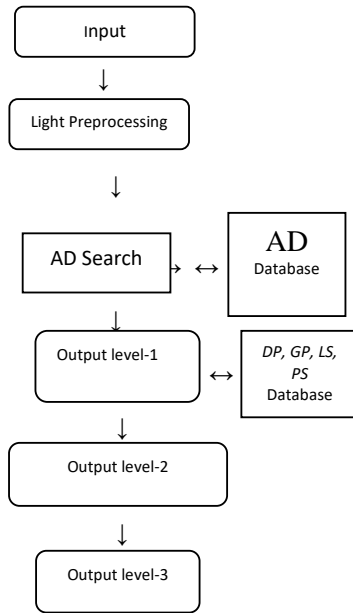 Input
Light Preprocessing
AD Search
AD
Database
Output level-1
DP, GP, LS,
PS
Database
Output level-2
Output level-3